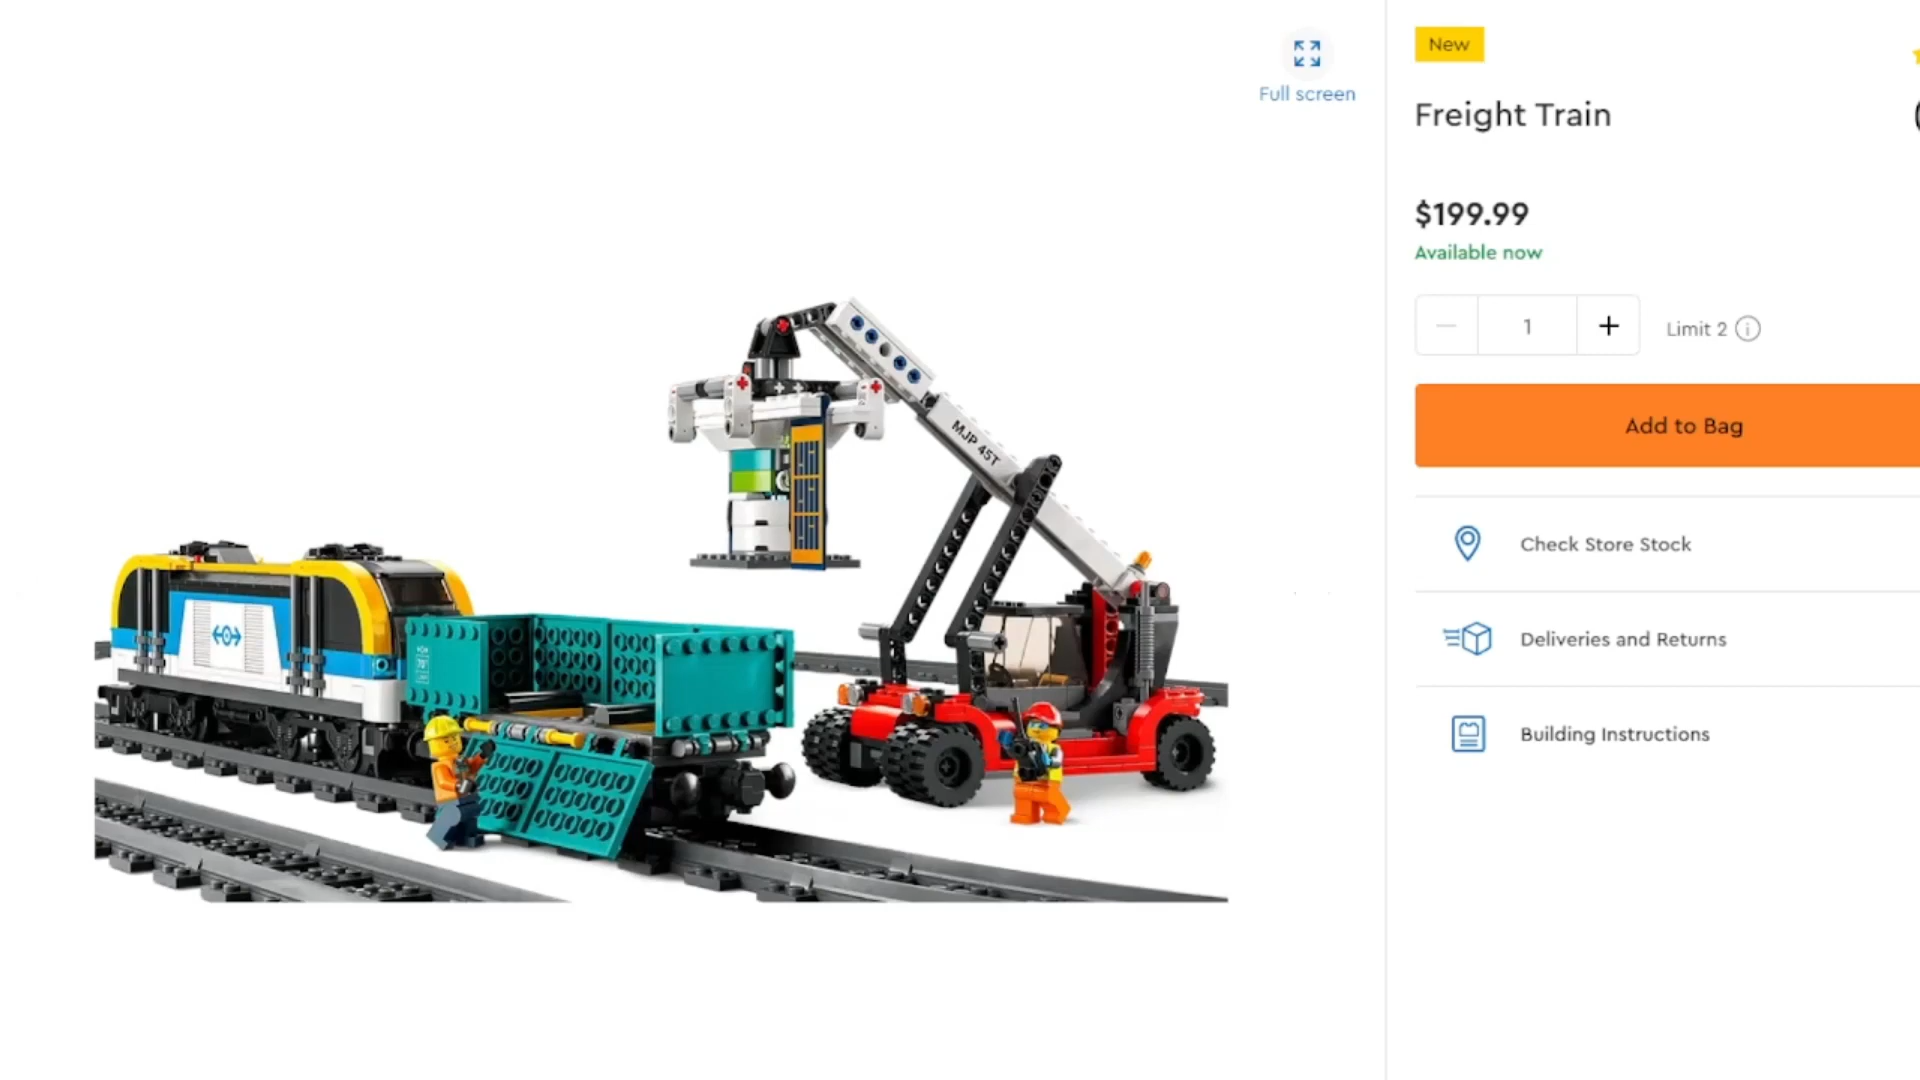 Full screen
New
Freight Train
$199.99
Available now
1
Limit 2
Add to Bag
Check Store Stock
Deliveries and Returns
Building Instructions
MJP 45T